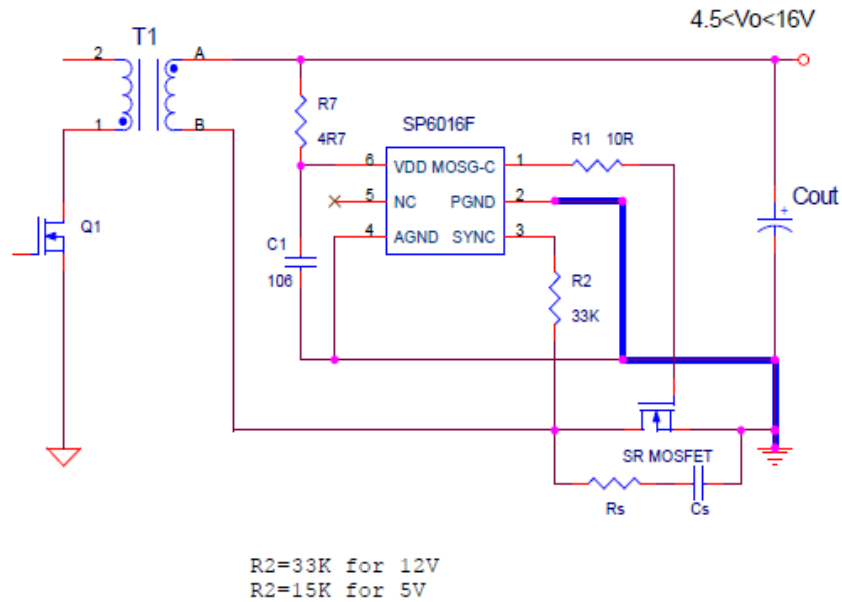 4.5<Vo<16V
T1
2
A
1
B
R7
4R7
SP6016F
R1 10R
6
VDD MOSG-C
1
5
NC PGND
2
4
AGND SYNC
3
Q1
C1
106
R2
33K
+
Cout
SR MOSFET
Rs
Cs
R2=33K for 12V
R2=15K for 5V